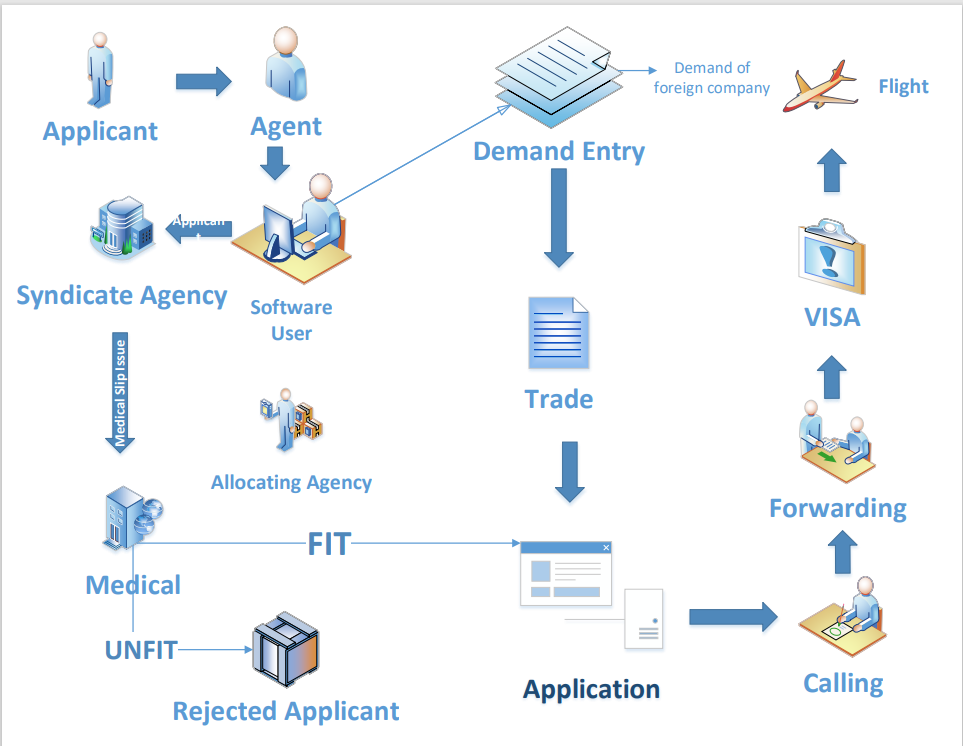 Applicant
Agent
Demand Entry
Demand of
foreign company
Flight
Applican
t
Syndicate Agency
Software
User
VISA
Medical Slip Issue
Trade
Allocating Agency
Forwarding
FIT
Medical
UNFIT
Rejected Applicant
Application
Calling